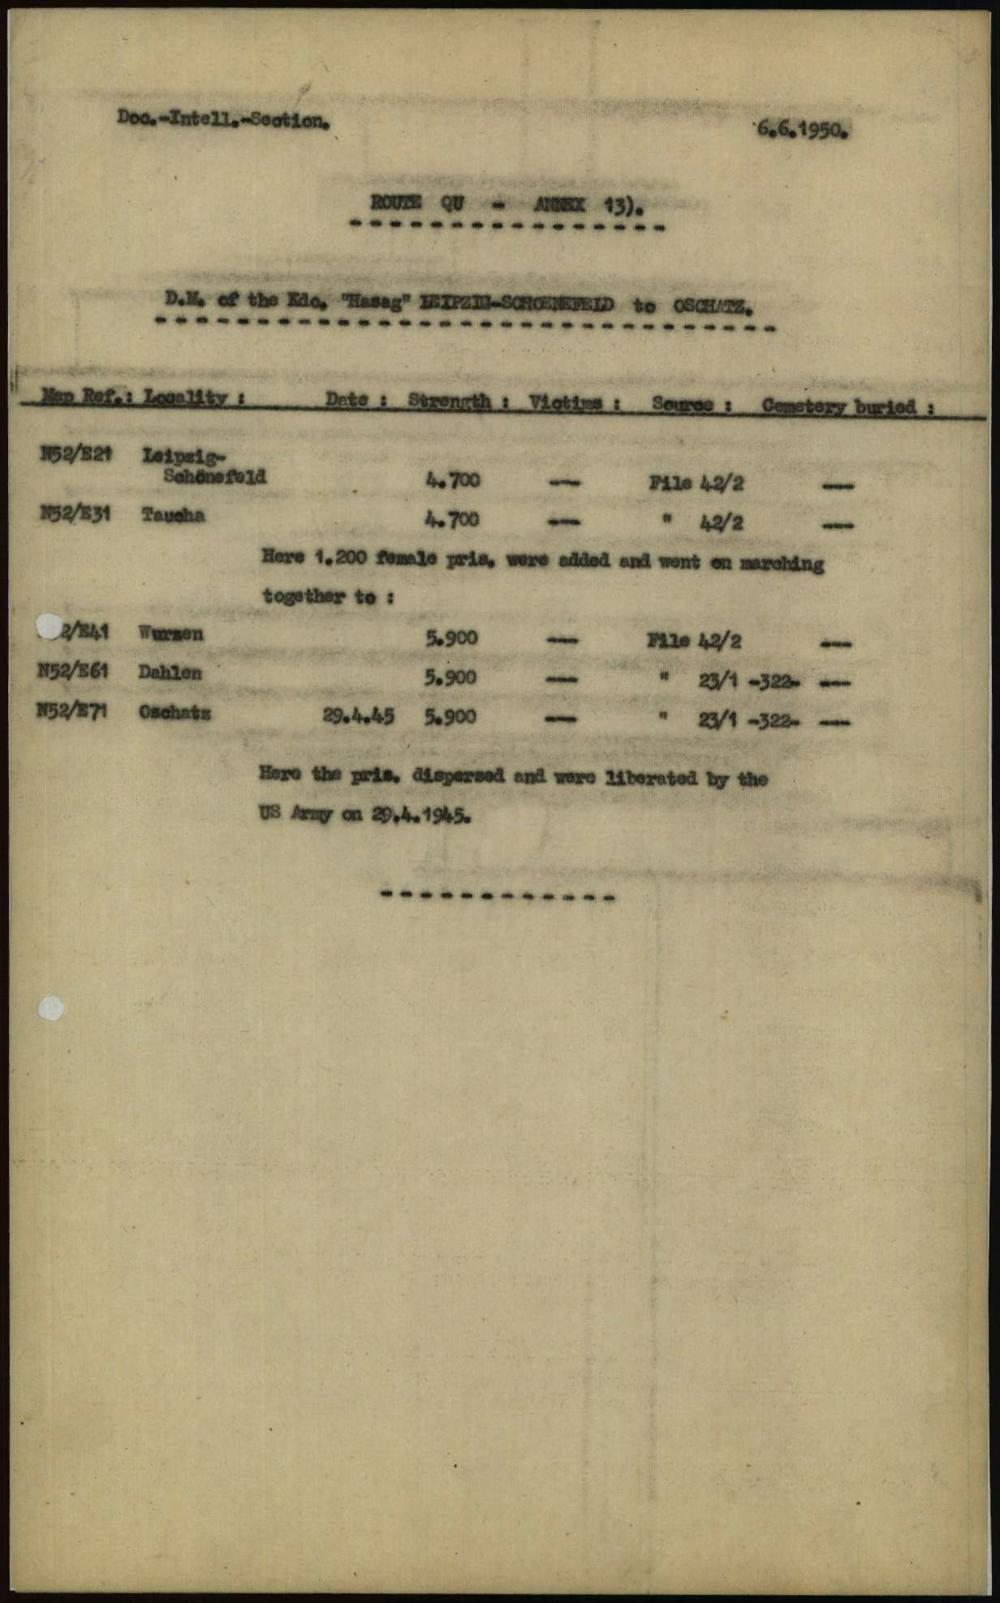 Doc.-Intell.-Section. 6.6.1950.
ROUTE QU - ANNEX 13).
D.M. of the Kdo. "Hasag" LEIPZIG-SCHOENEFELD to OSCHATZ.
Map Ref.: Locality : Date : Strength : Victims : Source : Cemetery buried :
N52/E21 Leipzig-
Schönefeld 4.700 -- File 42/2 --
N52/E31 Taucha 4.700 -- " 42/2 --
Here 1.200 female pris. were added and went on marching
together to :
2/E41 Wurzen 5.900 -- File 42/2 --
N52/E61 Dahlen 5.900 -- " 23/1 -322- --
N52/E71 Oschatz 29.4.45 5.900 -- " 23/1 -322- --
Here the pris. dispersed and were liberated by the
US Army on 29.4.1945.